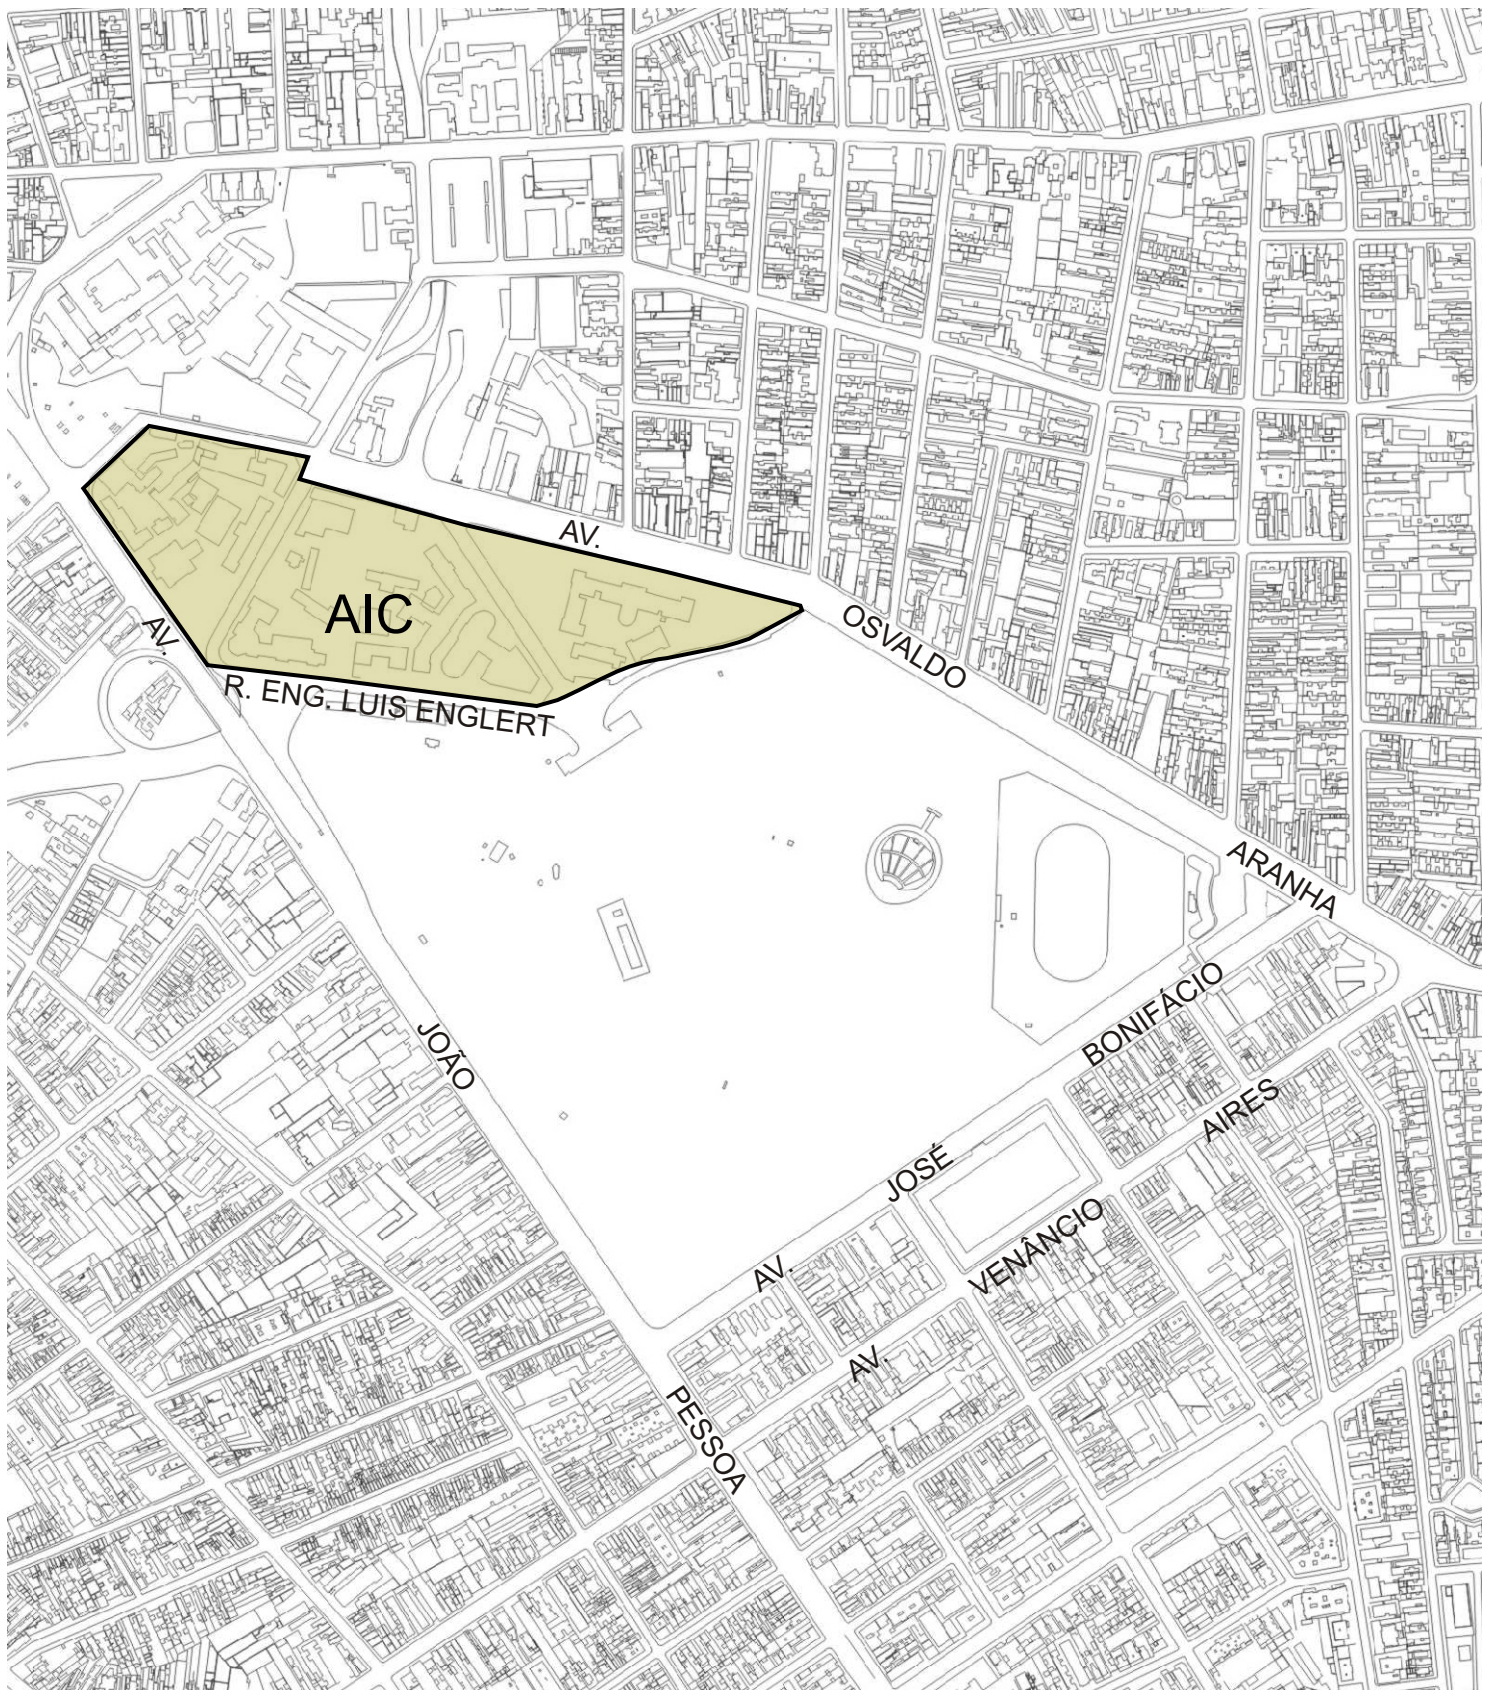 AV.
OSVALDO
ARANHA
AIC
AV.
R. ENG. LUIS ENGLERT
JOÃO
PESSOA
AV.
JOSÉ
BONIFÁCIO
AV.
VENÂNCIO
AIRES